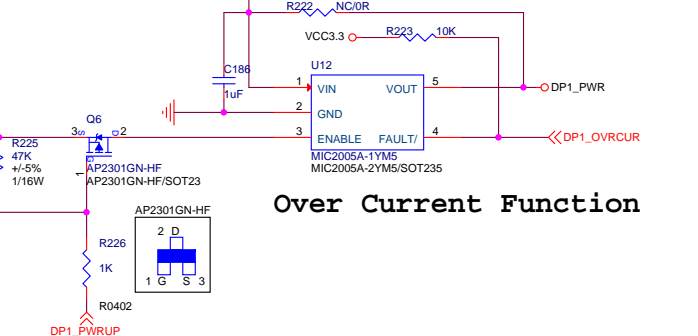 R222 NC/0R
VCC3.3 R223 10K
C186
1uF
U12
1 VIN VOUT 5
DP1_PWR
2 GND
3 ENABLE FAULT/ 4
DP1_OVRCUR
MIC2005A-1YM5
MIC2005A-2YM5/SOT235
Q6
3 S D 2
G
1
AP2301GN-HF
AP2301GN-HF/SOT23
R225
47K
+/-5%
1/16W
Over Current Function
AP2301GN-HF
2 D
1 G S 3
R226
1K
R0402
DP1_PWRUP